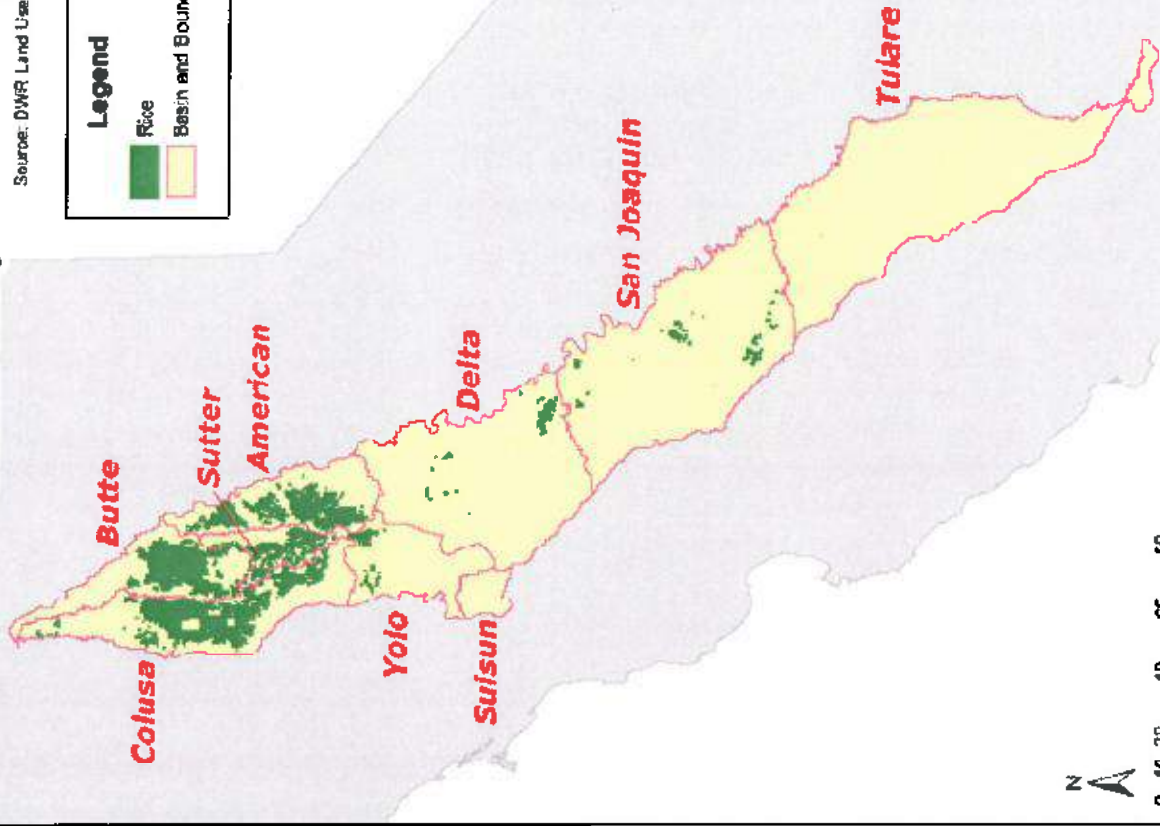 Source: DWR Land Use
Legend
Rice
Basin and Boun
Butte
Sutter
American
Colusa
Delta
Yolo
Suisun
San Joaquin
Tulare
N